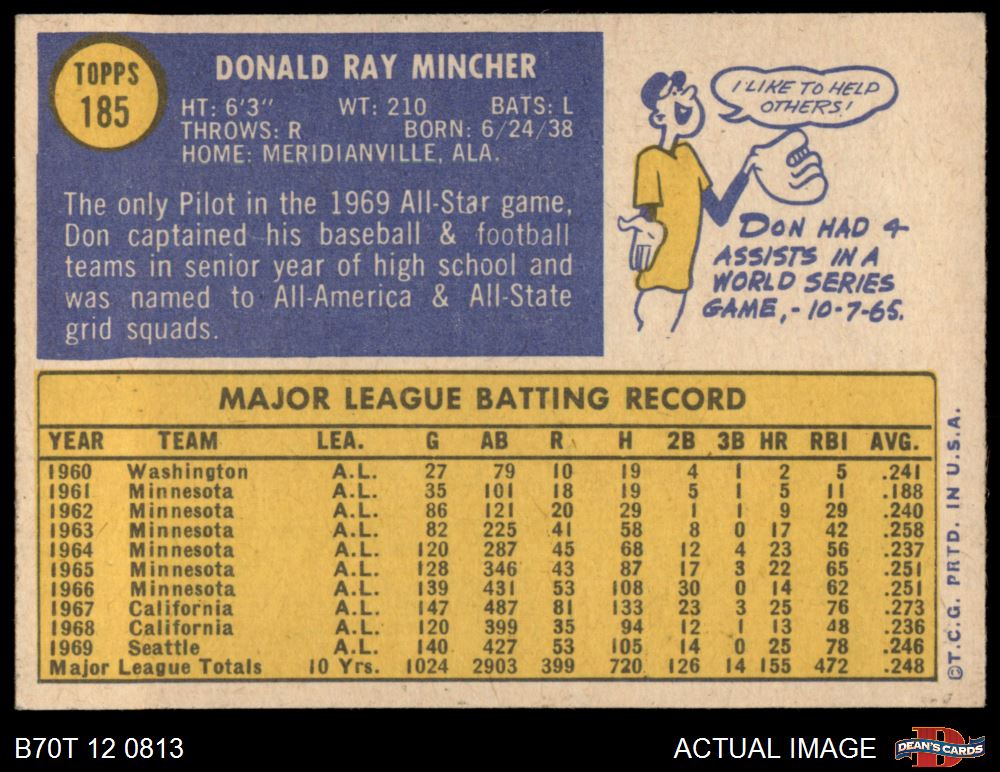 TOPPS
185
DONALD RAY MINCHER
HT: 6'3" WT: 210 BATS: L
THROWS: R BORN: 6/24/38
HOME: MERIDIANVILLE, ALA.
The only Pilot in the 1969 All-Star game,
Don captained his baseball & football
teams in senior year of high school and
was named to All-America & All-State
grid squads.
I LIKE TO HELP
OTHERS!
DON HAD 4
ASSISTS IN A
WORLD SERIES
GAME,- 10-7-65.
MAJOR LEAGUE BATTING RECORD
YEAR TEAM LEA. G AB R H 2B 3B HR RBI AVG.
1960 Washington A.L. 27 79 10 19 4 1 2 5 .241
1961 Minnesota A.L. 35 101 18 19 5 1 5 11 .188
1962 Minnesota A.L. 86 121 20 29 1 1 9 29 .240
1963 Minnesota A.L. 82 225 41 58 8 0 17 42 .258
1964 Minnesota A.L. 120 287 45 68 12 4 23 56 .237
1965 Minnesota A.L. 128 346 43 87 17 3 22 65 .251
1966 Minnesota A.L. 139 431 53 108 30 0 14 62 .251
1967 California A.L. 147 487 81 133 23 3 25 76 .273
1968 California A.L. 120 399 35 94 12 1 13 48 .236
1969 Seattle A.L. 140 427 53 105 14 0 25 78 .246
Major League Totals 10 Yrs. 1024 2903 399 720 126 14 155 472 .248
©T.C.G. PRTD. IN U.S.A.
B70T 12 0813
ACTUAL IMAGE
D
DEAN'S CARDS